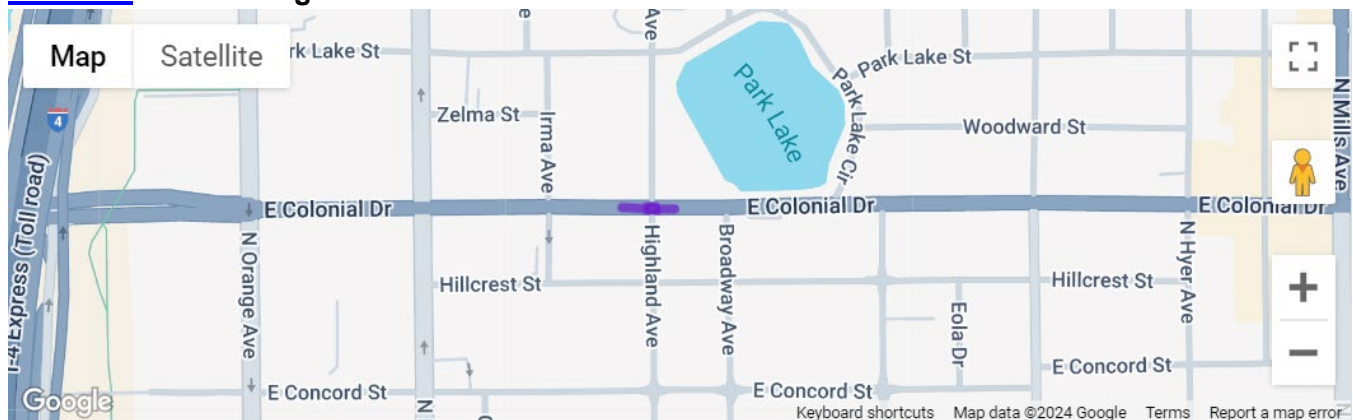 Map
Satellite
rk Lake St
Ave
Park Lake St
Park Lake
Park Lake Cir
Zelma St
Irma Ave
Woodward St
N Mills Ave
4
I-4 Express (Toll road)
E Colonial Dr
E Colonial Dr
E Colonial Dr
N Orange Ave
Highland Ave
Broadway Ave
N Hyer Ave
Hillcrest St
Hillcrest St
Eola Dr
E Concord St
E Concord St
E Concord St
N
Google
Keyboard shortcuts Map data ©2024 Google Terms Report a map error